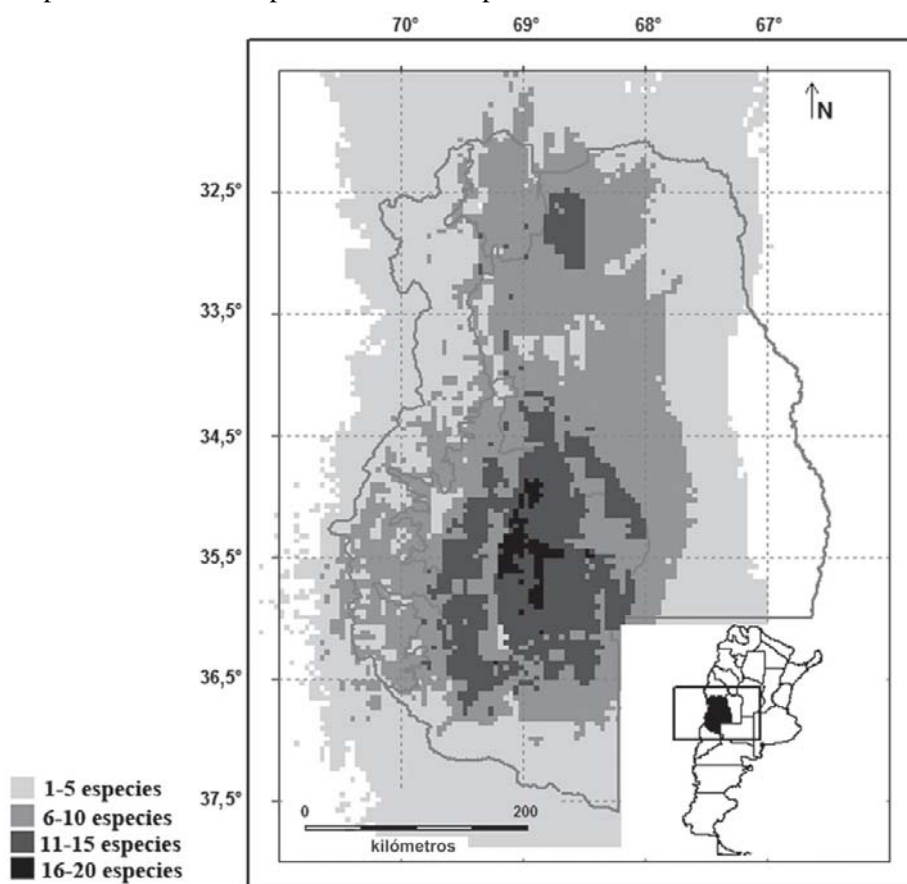 70° 69° 68° 67°
N
32,5°
33,5°
34,5°
35,5°
36,5°
37,5°
0 200
kilómetros
1-5 especies
6-10 especies
11-15 especies
16-20 especies